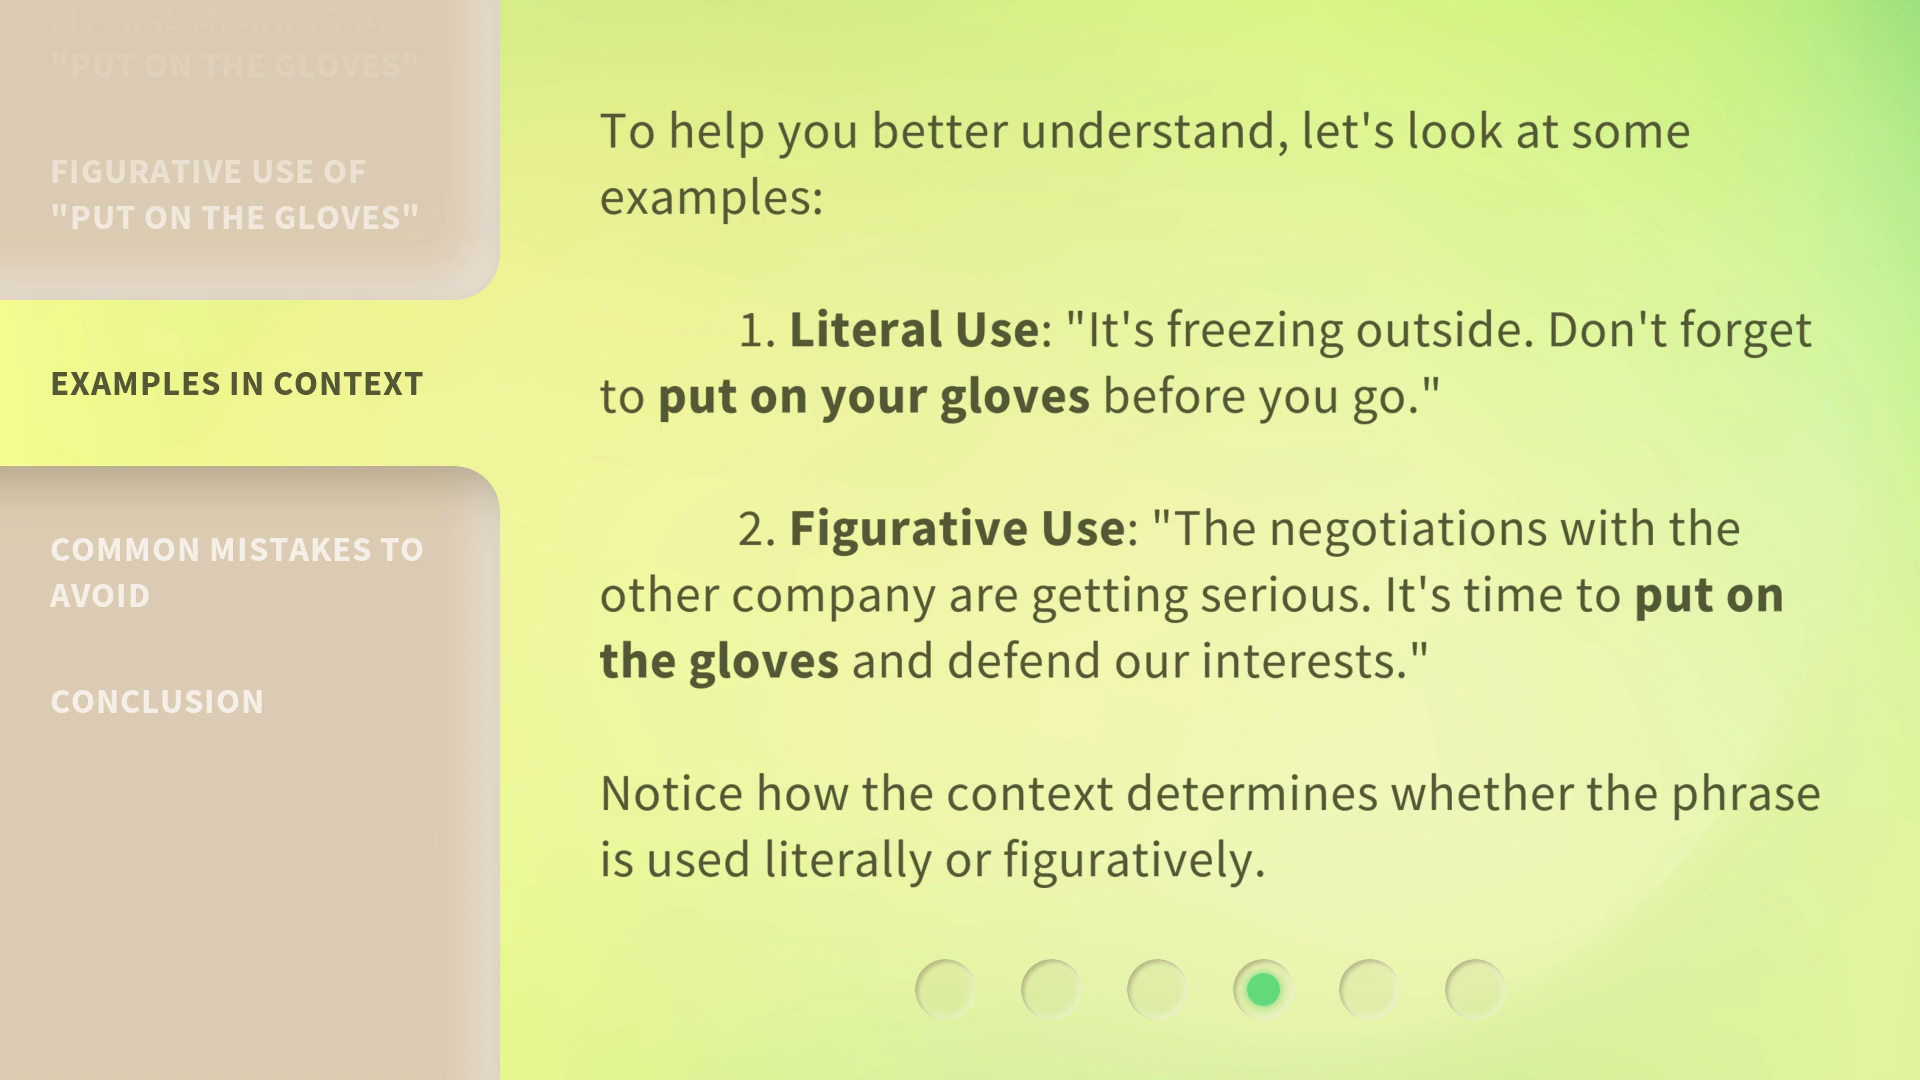 LITERAL MEANING OF
"PUT ON THE GLOVES"
FIGURATIVE USE OF
"PUT ON THE GLOVES"
EXAMPLES IN CONTEXT
COMMON MISTAKES TO
AVOID
CONCLUSION
To help you better understand, let's look at some
examples:
1. Literal Use: "It's freezing outside. Don't forget
to put on your gloves before you go."
2. Figurative Use: "The negotiations with the
other company are getting serious. It's time to put on
the gloves and defend our interests."
Notice how the context determines whether the phrase
is used literally or figuratively.